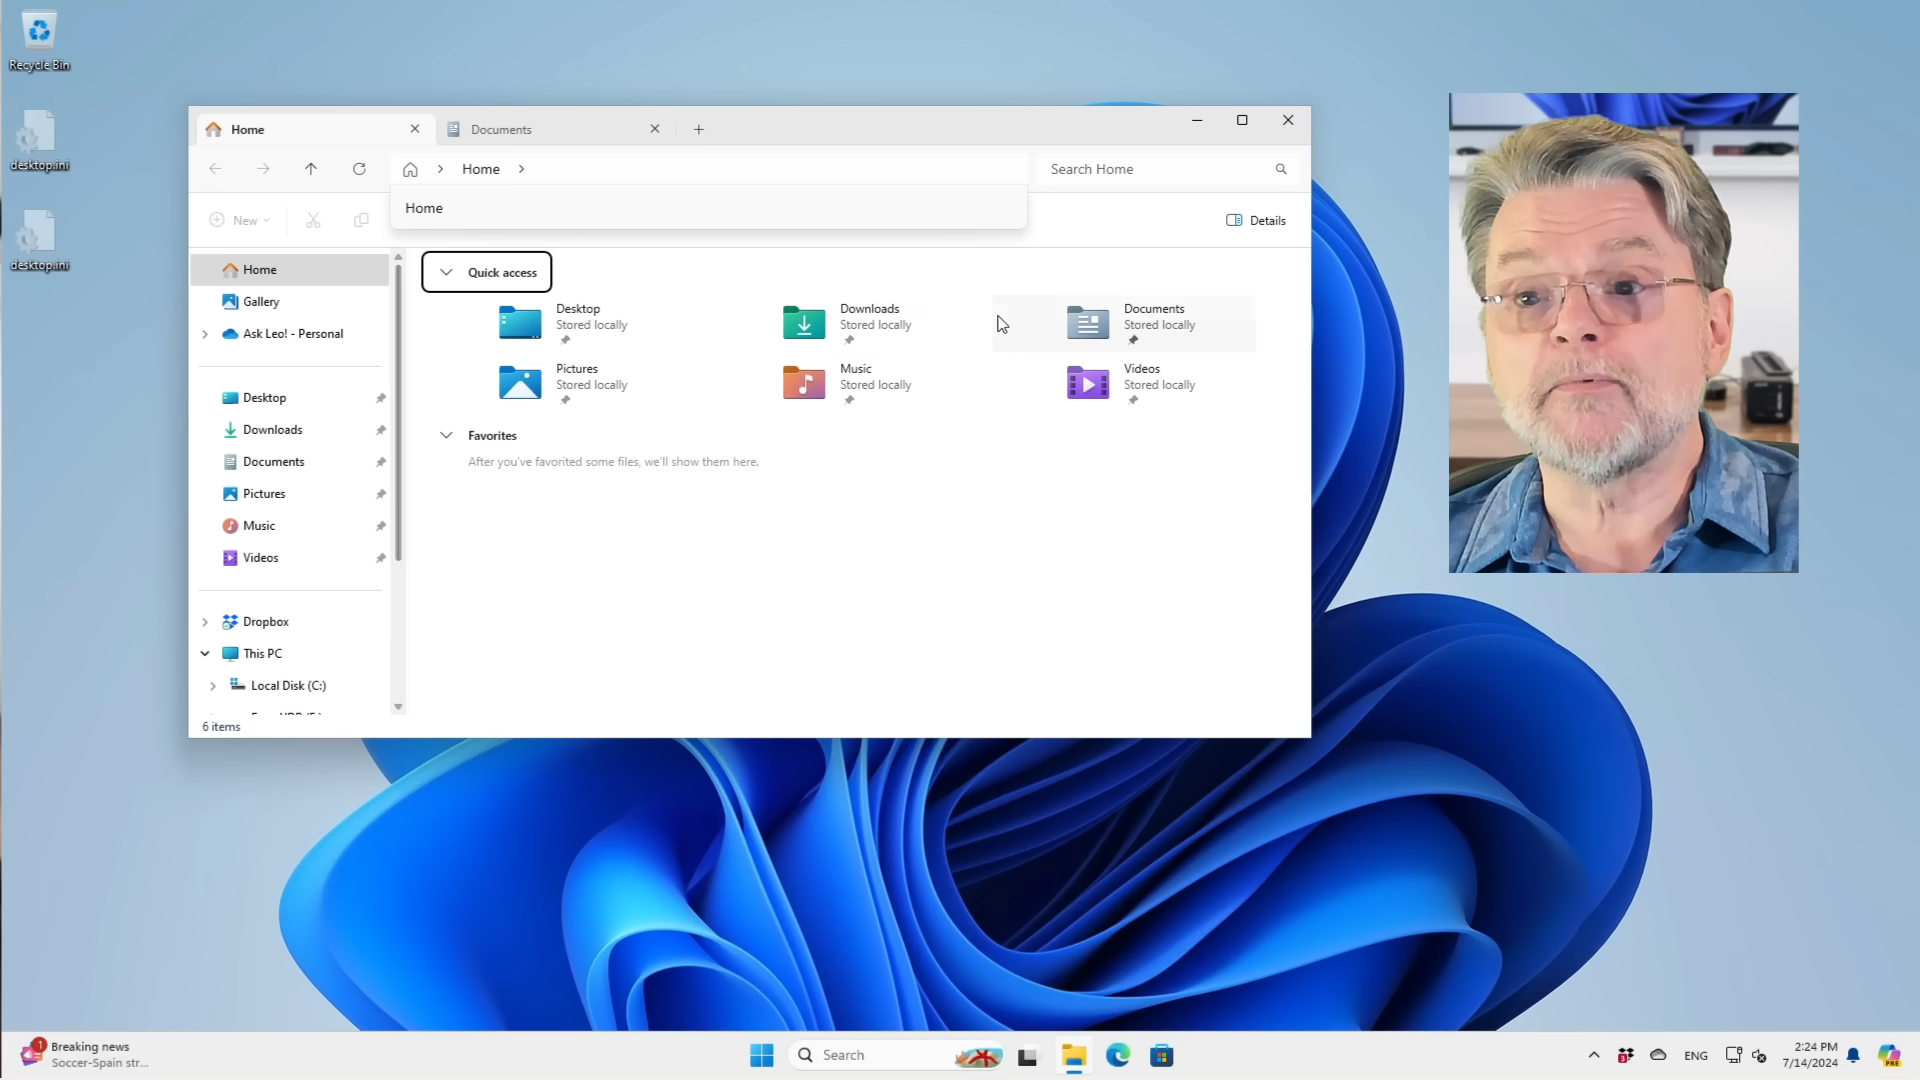 Recycle Bin
desktop.ini
desktop.ini
Home
Documents
Home
Search Home
Home
New
Details
Home
Gallery
Ask Leo! - Personal
Desktop
Downloads
Documents
Pictures
Music
Videos
Dropbox
This PC
Local Disk (C:)
6 items
Quick access
Desktop
Stored locally
Downloads
Stored locally
Documents
Stored locally
Pictures
Stored locally
Music
Stored locally
Videos
Stored locally
Favorites
After you've favorited some files, we'll show them here.
1
Breaking news
Soccer-Spain str...
Search
3
ENG
2:24 PM
7/14/2024
PRE